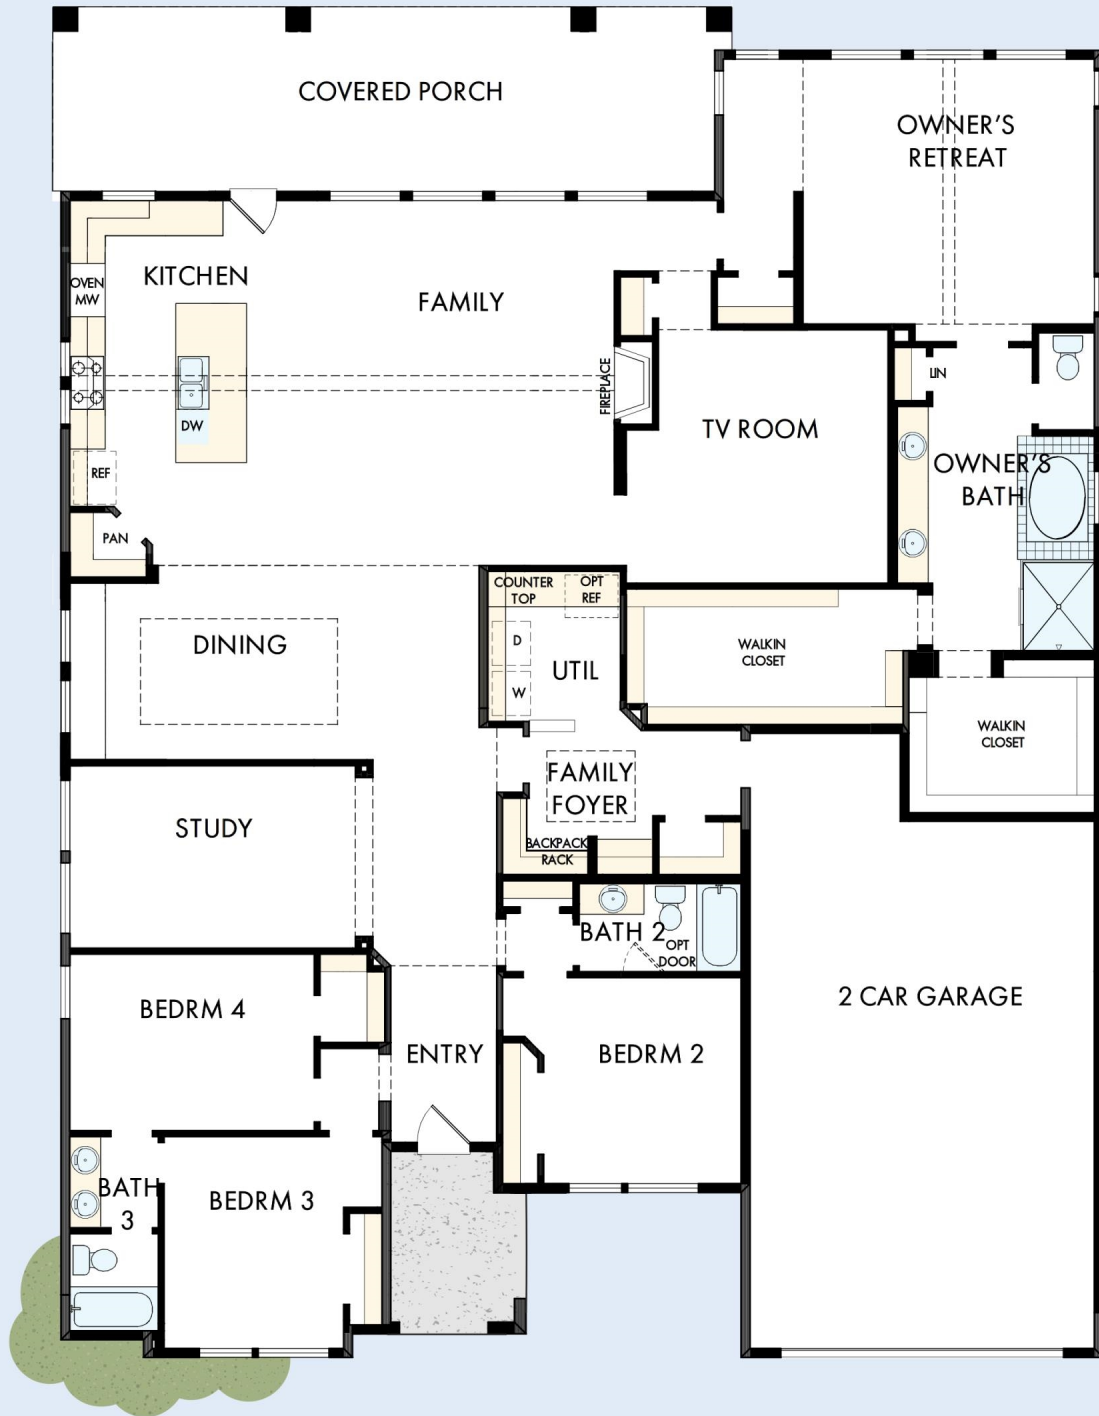 COVERED PORCH
OWNER'S
RETREAT
KITCHEN
OVEN
MW
FAMILY
FIREPLACE
LIN
DW
TV ROOM
REF
OWNER'S
BATH
PAN
COUNTER
TOP
OPT
REF
DINING
D
UTIL
W
WALKIN
CLOSET
WALKIN
CLOSET
FAMILY
FOYER
STUDY
BACKPACK
RACK
BATH 2
OPT
DOOR
BEDRM 4
2 CAR GARAGE
ENTRY
BEDRM 2
BATH
3
BEDRM 3